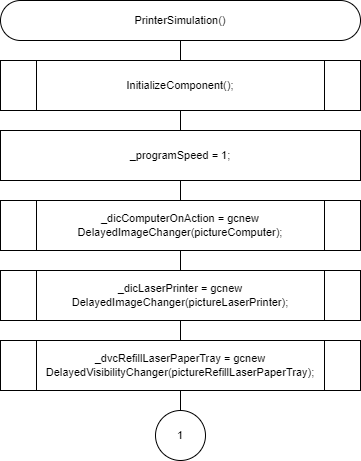 PrinterSimulation()
InitializeComponent();
_programSpeed = 1;
_dicComputerOnAction = gcnew
DelayedImageChanger(pictureComputer);
_dicLaserPrinter = gcnew
DelayedImageChanger(pictureLaserPrinter);
_dvcRefillLaserPaperTray = gcnew
DelayedVisibilityChanger(pictureRefillLaserPaperTray);
1